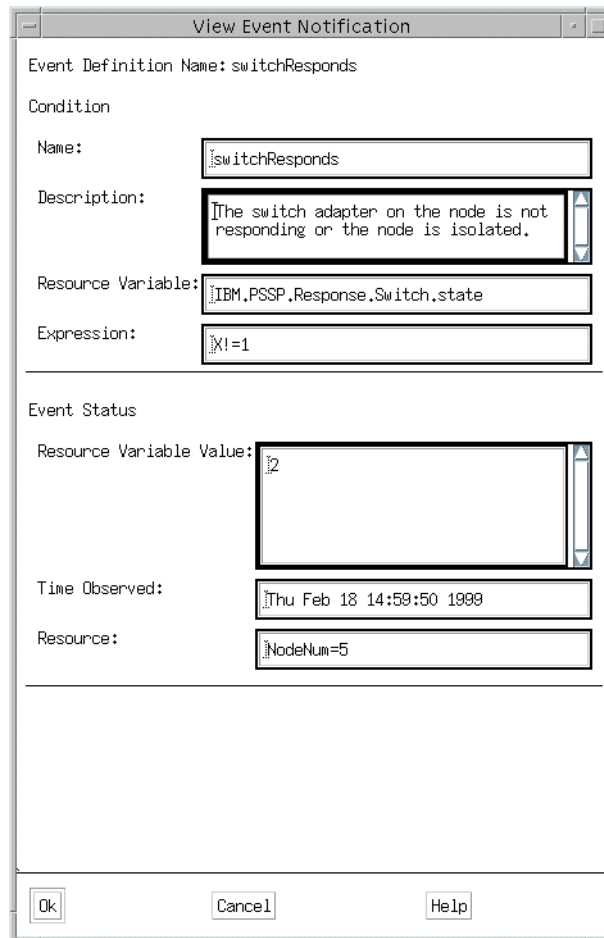 View Event Notification
Event Definition Name: switchResponds
Condition
Name:
switchResponds
Description:
The switch adapter on the node is not
responding or the node is isolated.
Resource Variable:
IBM.PSSP.Response.Switch.state
Expression:
X!=1
Event Status
Resource Variable Value:
2
Time Observed:
Thu Feb 18 14:59:50 1999
Resource:
NodeNum=5
Ok Cancel Help